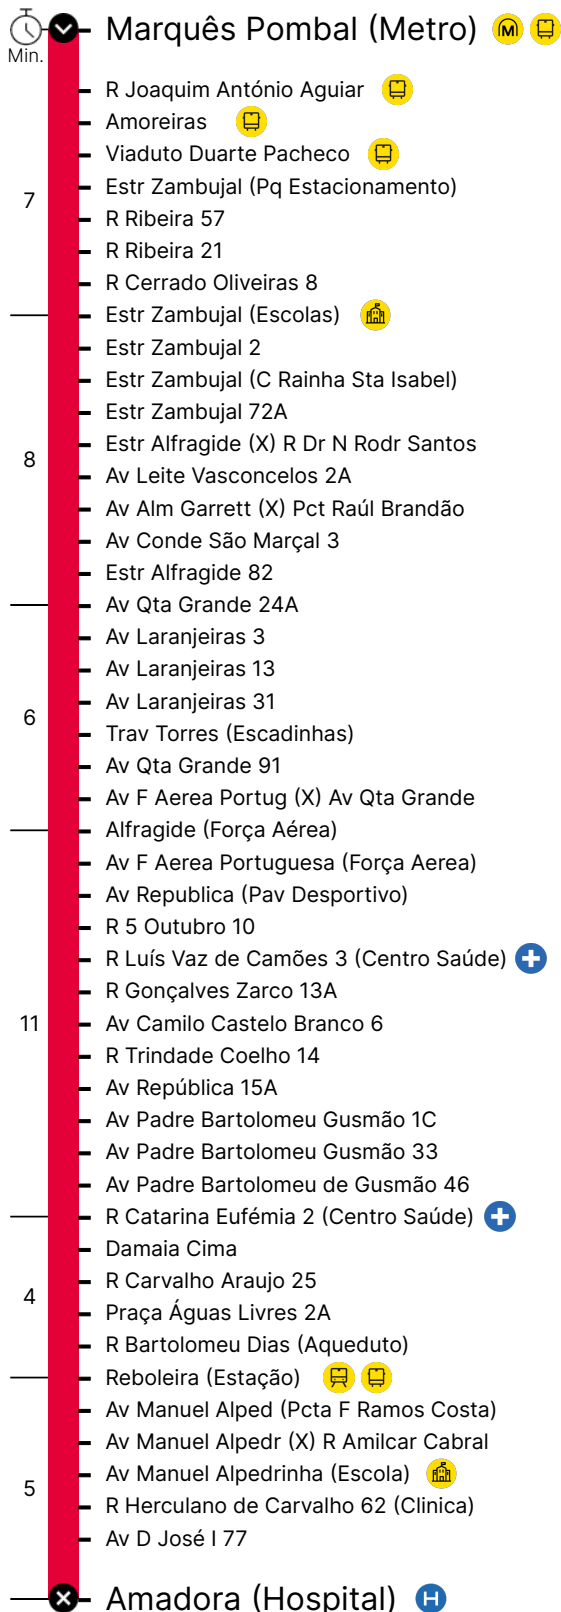 Marquês Pombal (Metro)
Min.
R Joaquim António Aguiar
Amoreiras
Viaduto Duarte Pacheco
Estr Zambujal (Pq Estacionamento)
7
R Ribeira 57
R Ribeira 21
R Cerrado Oliveiras 8
Estr Zambujal (Escolas)
Estr Zambujal 2
Estr Zambujal (C Rainha Sta Isabel)
Estr Zambujal 72A
Estr Alfragide (X) R Dr N Rodr Santos
8
Av Leite Vasconcelos 2A
Av Alm Garrett (X) Pct Raúl Brandão
Av Conde São Marçal 3
Estr Alfragide 82
Av Qta Grande 24A
Av Laranjeiras 3
Av Laranjeiras 13
Av Laranjeiras 31
6
Trav Torres (Escadinhas)
Av Qta Grande 91
Av F Aerea Portug (X) Av Qta Grande
Alfragide (Força Aérea)
Av F Aerea Portuguesa (Força Aerea)
Av Republica (Pav Desportivo)
R 5 Outubro 10
R Luís Vaz de Camões 3 (Centro Saúde)
R Gonçalves Zarco 13A
11
Av Camilo Castelo Branco 6
R Trindade Coelho 14
Av República 15A
Av Padre Bartolomeu Gusmão 1C
Av Padre Bartolomeu Gusmão 33
Av Padre Bartolomeu de Gusmão 46
R Catarina Eufémia 2 (Centro Saúde)
Damaia Cima
R Carvalho Araujo 25
4
Praça Águas Livres 2A
R Bartolomeu Dias (Aqueduto)
Reboleira (Estação)
Av Manuel Alped (Pcta F Ramos Costa)
Av Manuel Alpedr (X) R Amilcar Cabral
Av Manuel Alpedrinha (Escola)
5
R Herculano de Carvalho 62 (Clinica)
Av D José I 77
Amadora (Hospital) H